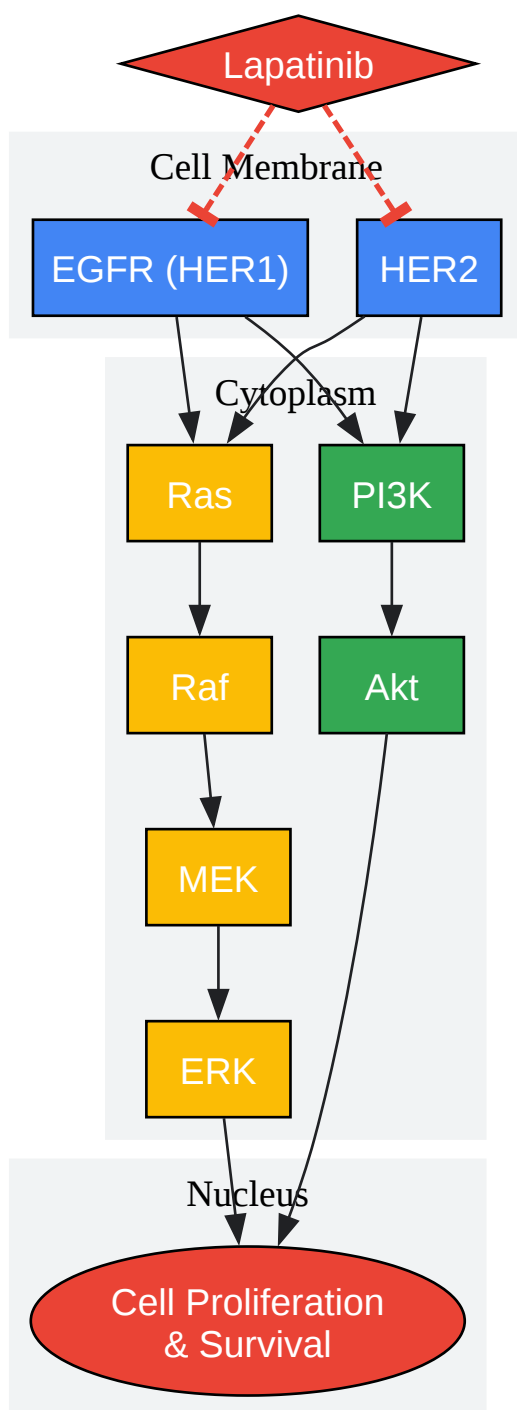 Lapatinib
Cell Membrane
EGFR (HER1)
HER2
Cytoplasm
Ras
PI3K
Raf
Akt
MEK
ERK
Nucleus
Cell Proliferation
& Survival